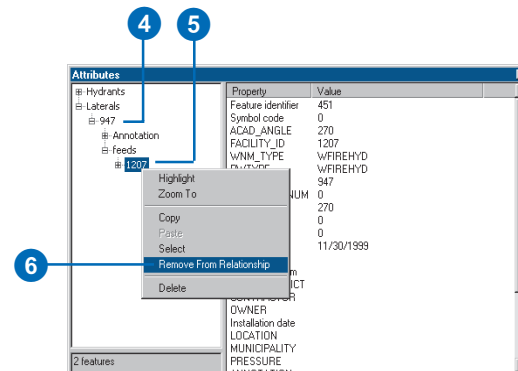 4 5
Attributes
Hydrants
Laterals
947
Annotation
feeds
1207
Property Value
Feature identifier 451
Symbol code 0
ACAD_ANGLE 270
FACILITY_ID 1207
WNM_TYPE WFIREHYD
WFIREHYD
947
NUM 0
270
0
0
11/30/1999
ICT
OWNER
Installation date
LOCATION
MUNICIPALITY
PRESSURE
6
Highlight
Zoom To
Copy
Paste
Select
Remove From Relationship
Delete
2 features